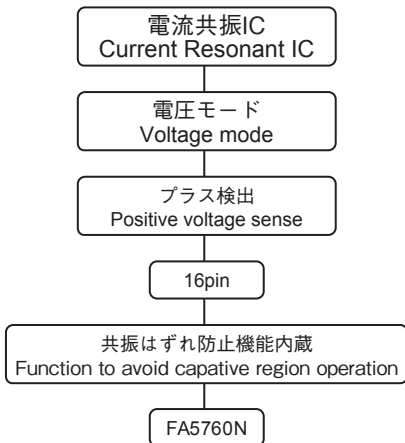 電流共振IC
Current Resonant IC
電圧モード
Voltage mode
プラス検出
Positive voltage sense
16pin
共振はずれ防止機能内蔵
Function to avoid capative region operation
FA5760N